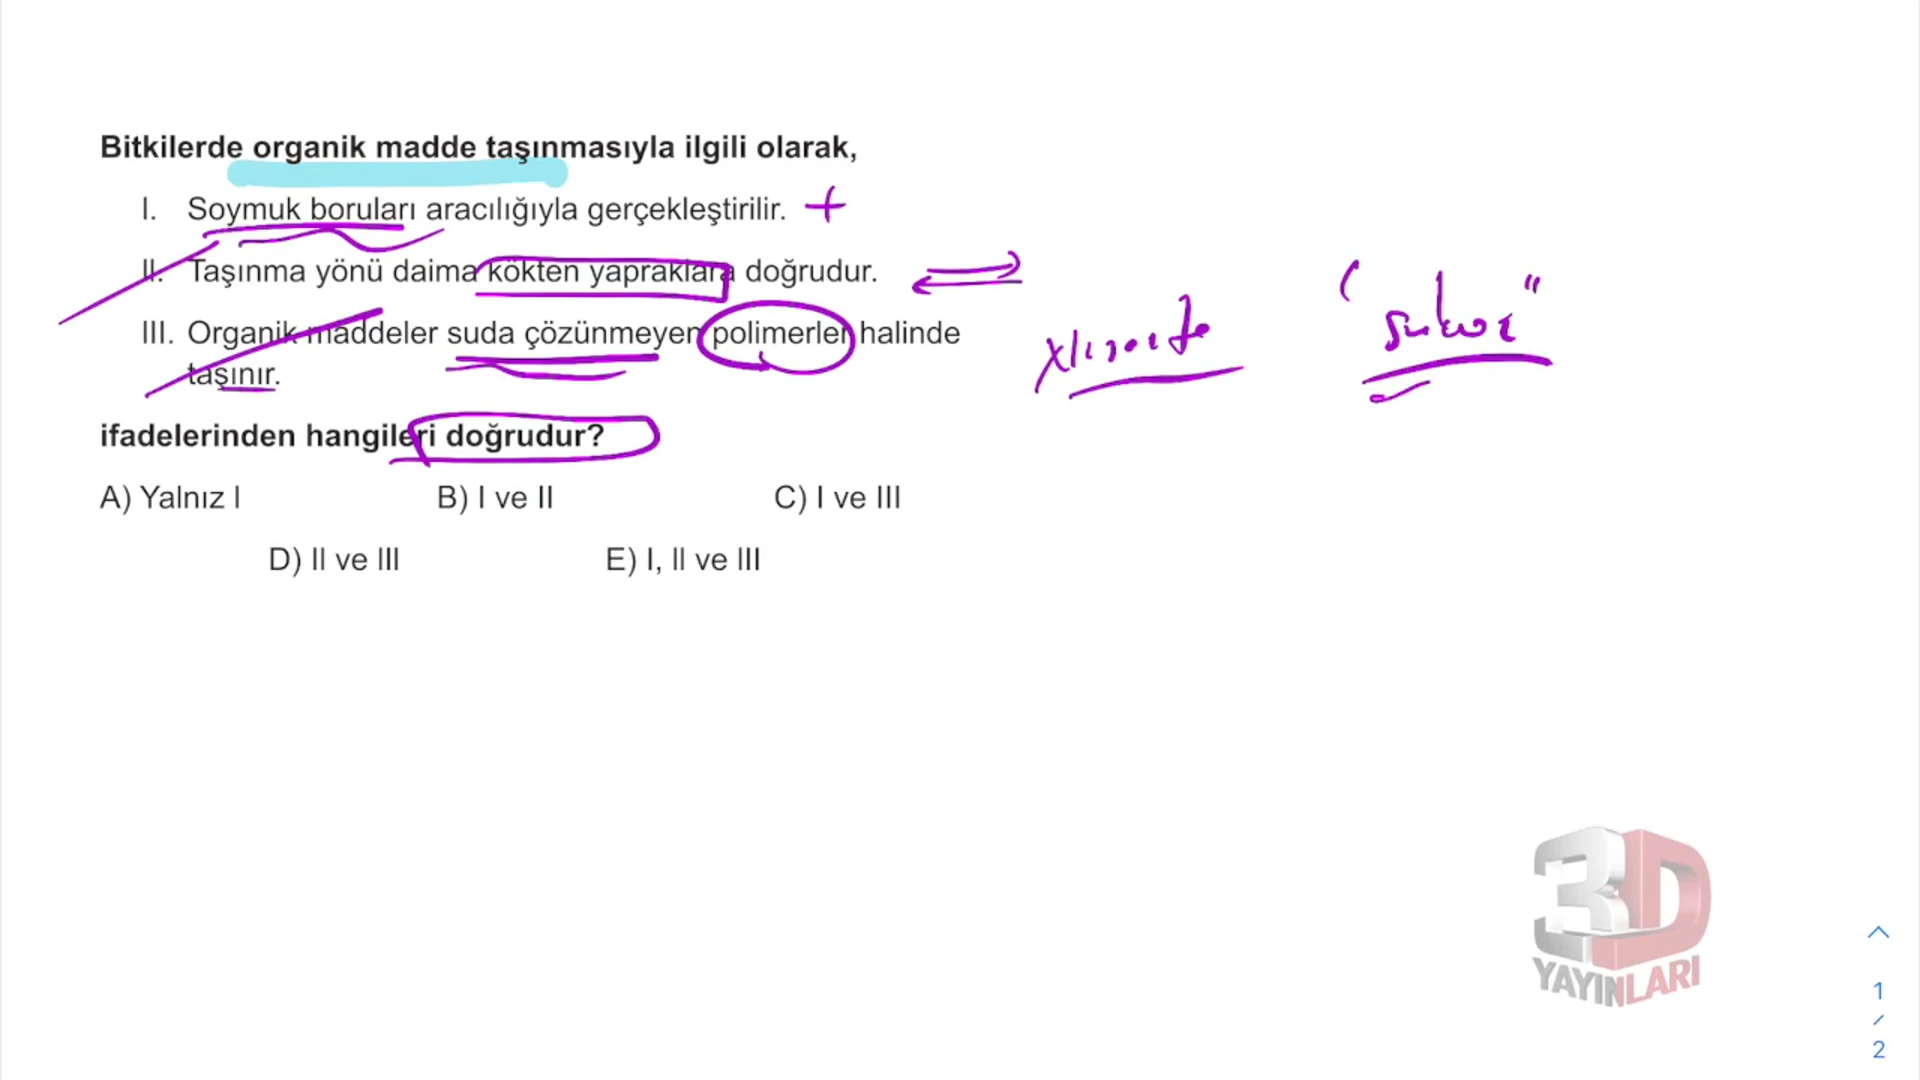 Bitkilerde organik madde taşınmasıyla ilgili olarak,
I. Soymuk boruları aracılığıyla gerçekleştirilir. +
II. Taşınma yönü daima kökten yapraklara doğrudur.
III. Organik maddeler suda çözünmeyen polimerler halinde
taşınır.
ifadelerinden hangileri doğrudur?
A) Yalnız I B) I ve II C) I ve III
D) II ve III E) I, II ve III
3D
YAYINLARI
1
/
2